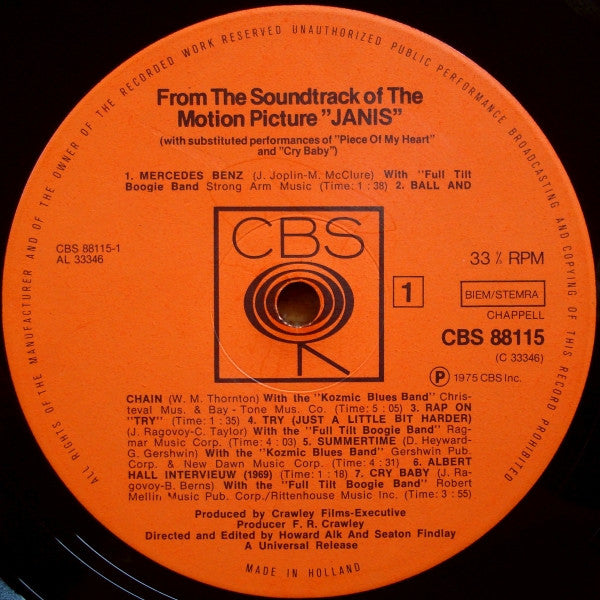 ALL RIGHTS OF THE MANUFACTURER AND OF THE OWNER OF THE RECORDED WORK RESERVED UNAUTHORIZED PUBLIC PERFORMANCE BROADCASTING AND COPYING OF THIS RECORD PROHIBITED
From The Soundtrack of The
Motion Picture "JANIS"
(with substituted performances of "Piece Of My Heart"
and "Cry Baby")
1. MERCEDES BENZ (J. Joplin-M. McClure) With "Full Tilt
Boogie Band Strong Arm Music (Time: 1 : 38) 2. BALL AND
CBS 88115-1
AL 33346
CBS
1
33⅓ RPM
BIEM/STEMRA
CHAPPELL
CBS 88115
(C 33346)
P 1975 CBS Inc.
CHAIN (W. M. Thornton) With the "Kozmic Blues Band" Chris-
teval Mus. & Bay - Tone Mus. Co. (Time: 5 : 05) 3. RAP ON
"TRY" (Time: 1 : 35) 4. TRY (JUST A LITTLE BIT HARDER)
(J. Ragovoy-C. Taylor) With the "Full Tilt Boogie Band" Rag-
mar Music Corp. (Time: 4 : 03) 5. SUMMERTIME (D. Heyward-
G. Gershwin) With the "Kozmic Blues Band" Gershwin Pub.
Corp. & New Dawn Music Corp. (Time: 4 : 31) 6. ALBERT
HALL INTERVIEUW (1969) (Time: 1 : 18) 7. CRY BABY (J. Ra-
govoy-B. Berns) With the "Full Tilt Boogie Band" Robert
Mellin Music Pub. Corp./Rittenhouse Music Inc. (Time: 3 : 55)
Produced by Crawley Films-Executive
Producer F. R. Crawley
Directed and Edited by Howard Alk and Seaton Findlay
A Universal Release
MADE IN HOLLAND